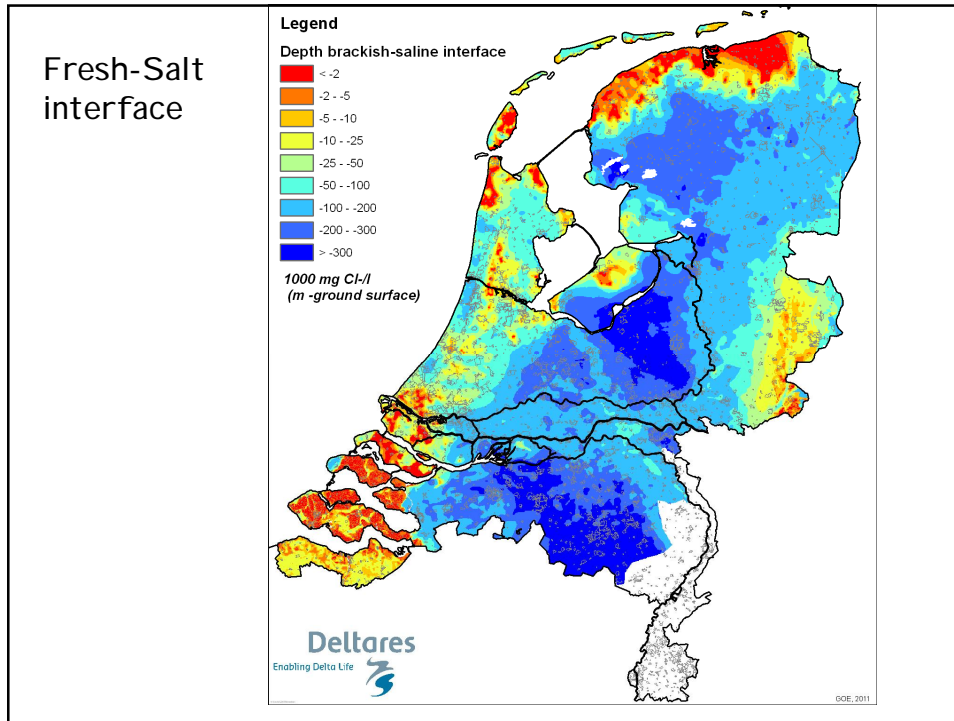 Fresh-Salt
interface
Legend
Depth brackish-saline interface
< -2
-2 - -5
-5 - -10
-10 - -25
-25 - -50
-50 - -100
-100 - -200
-200 - -300
> -300
1000 mg Cl-/l
(m -ground surface)
Deltares
Enabling Delta Life
GOE, 2011